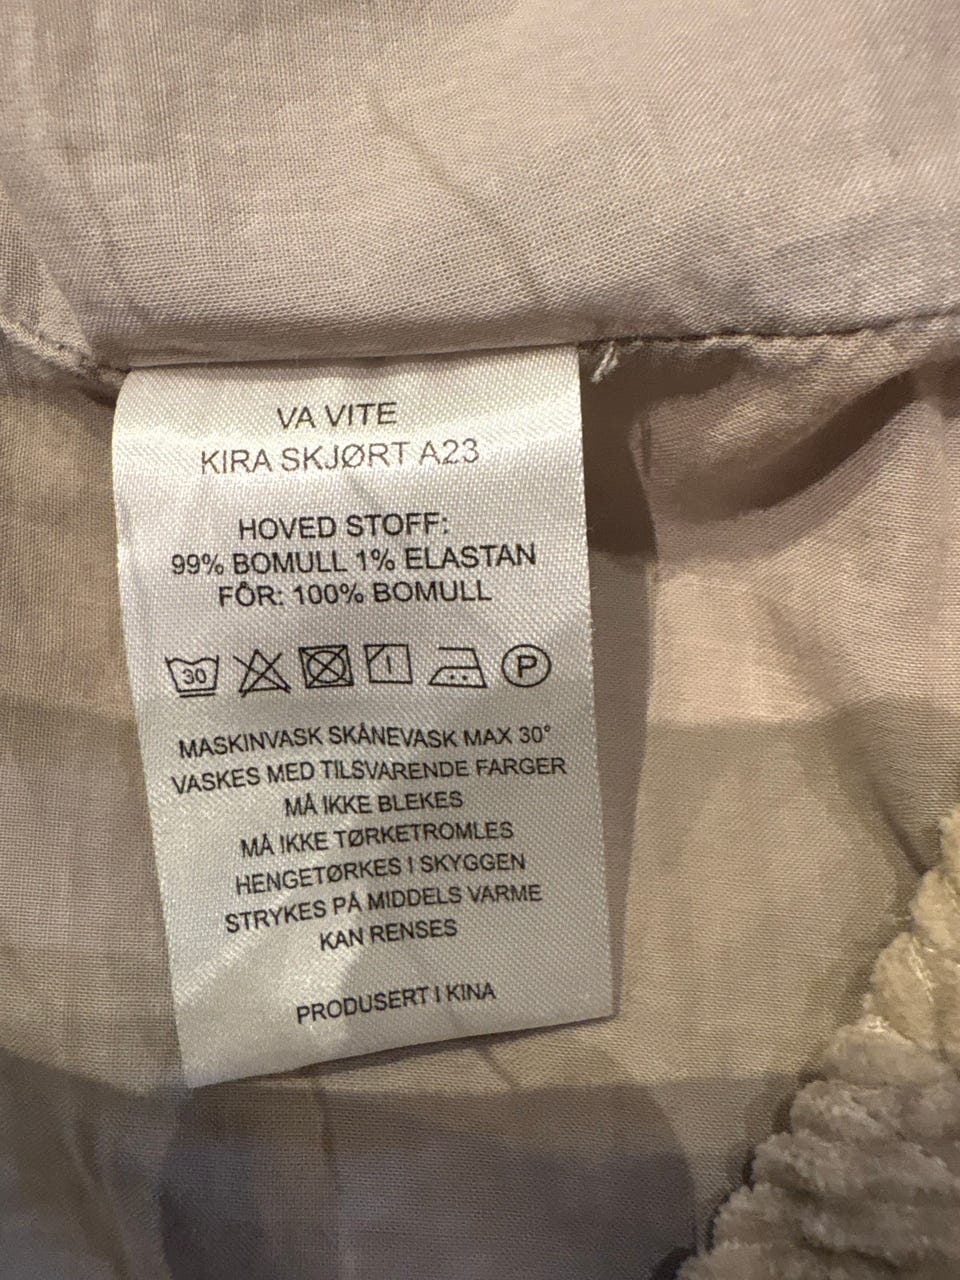 VA VITE
KIRA SKJØRT A23
HOVED STOFF:
99% BOMULL 1% ELASTAN
FÔR: 100% BOMULL
30 P
MASKINVASK SKÅNEVASK MAX 30°
VASKES MED TILSVARENDE FARGER
MÅ IKKE BLEKES
MÅ IKKE TØRKETROMLES
HENGETØRKES I SKYGGEN
STRYKES PÅ MIDDELS VARME
KAN RENSES
PRODUSERT I KINA